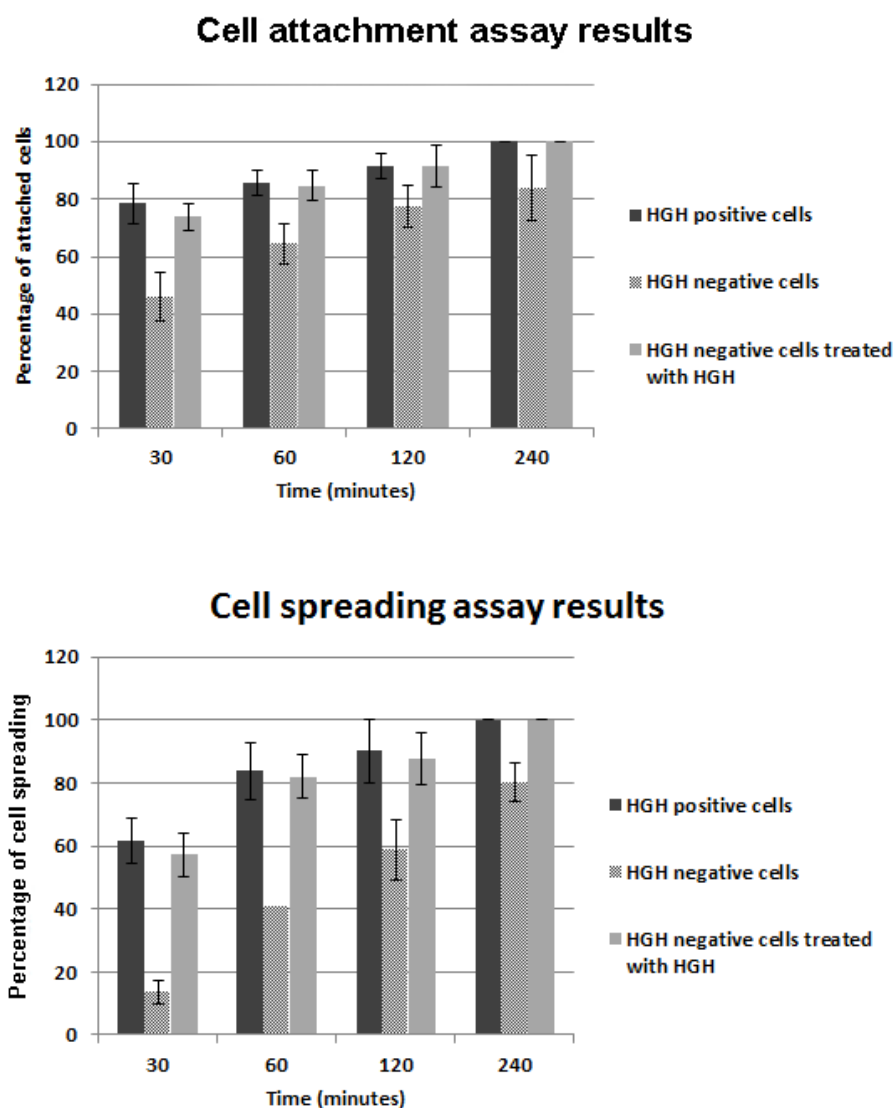 Cell attachment assay results
120
100
80
60
40
20
0
Percentage of attached cells
30 60 120 240
Time (minutes)
HGH positive cells
HGH negative cells
HGH negative cells treated
with HGH
Cell spreading assay results
120
100
80
60
40
20
0
Percentage of cell spreading
30 60 120 240
Time (minutes)
HGH positive cells
HGH negative cells
HGH negative cells treated
with HGH